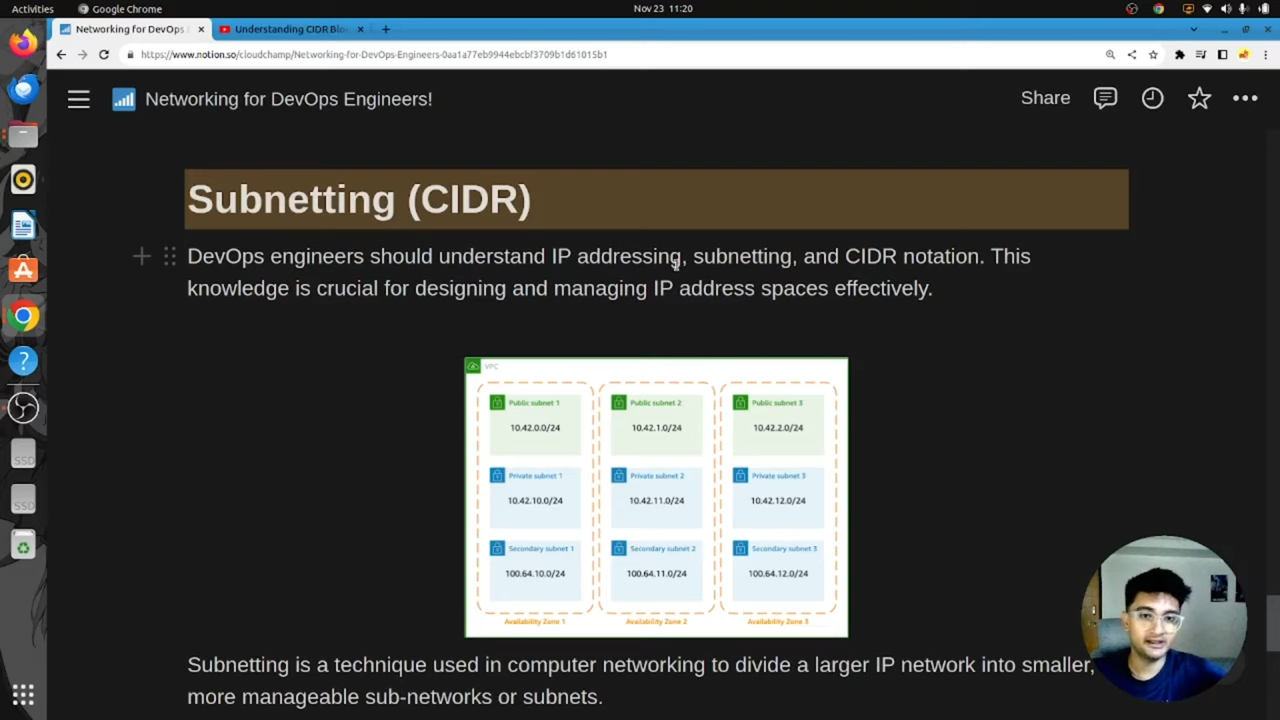 Activities
Google Chrome
Nov 23 11:20
Networking for DevOps E
Understanding CIDR Blo
https://www.notion.so/cloudchamp/Networking-for-DevOps-Engineers-0aa1a77eb9944ebcbf3709b1d61015b1
Networking for DevOps Engineers!
Share
Subnetting (CIDR)
DevOps engineers should understand IP addressing, subnetting, and CIDR notation. This
knowledge is crucial for designing and managing IP address spaces effectively.
VPC
Public subnet 1
Public subnet 2
Public subnet 3
10.42.0.0/24
10.42.1.0/24
10.42.2.0/24
Private subnet 1
Private subnet 2
Private subnet 3
10.42.10.0/24
10.42.11.0/24
10.42.12.0/24
Secondary subnet 1
Secondary subnet 2
Secondary subnet 3
100.64.10.0/24
100.64.11.0/24
100.64.12.0/24
Availability Zone 1
Availability Zone 2
Availability Zone 3
Subnetting is a technique used in computer networking to divide a larger IP network into smaller,
more manageable sub-networks or subnets.
SSD
SSD